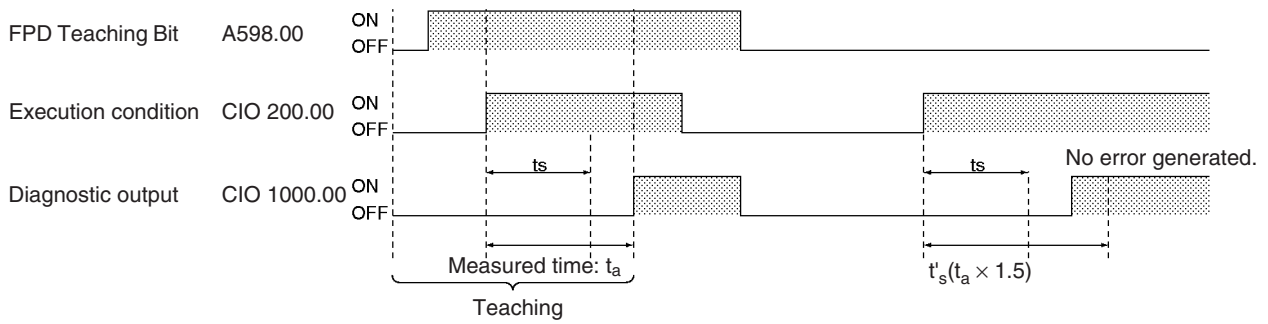 FPD Teaching Bit A598.00 ON
OFF
Execution condition CIO 200.00 ON
OFF
ts ts No error generated.
Diagnostic output CIO 1000.00 ON
OFF
Measured time: ta t's(ta × 1.5)
Teaching